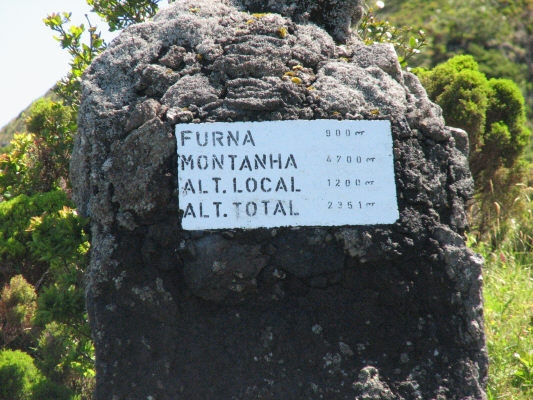 FURNA 900 m
MONTANHA 4700 m
ALT. LOCAL 1200 m
ALT. TOTAL 2351 m